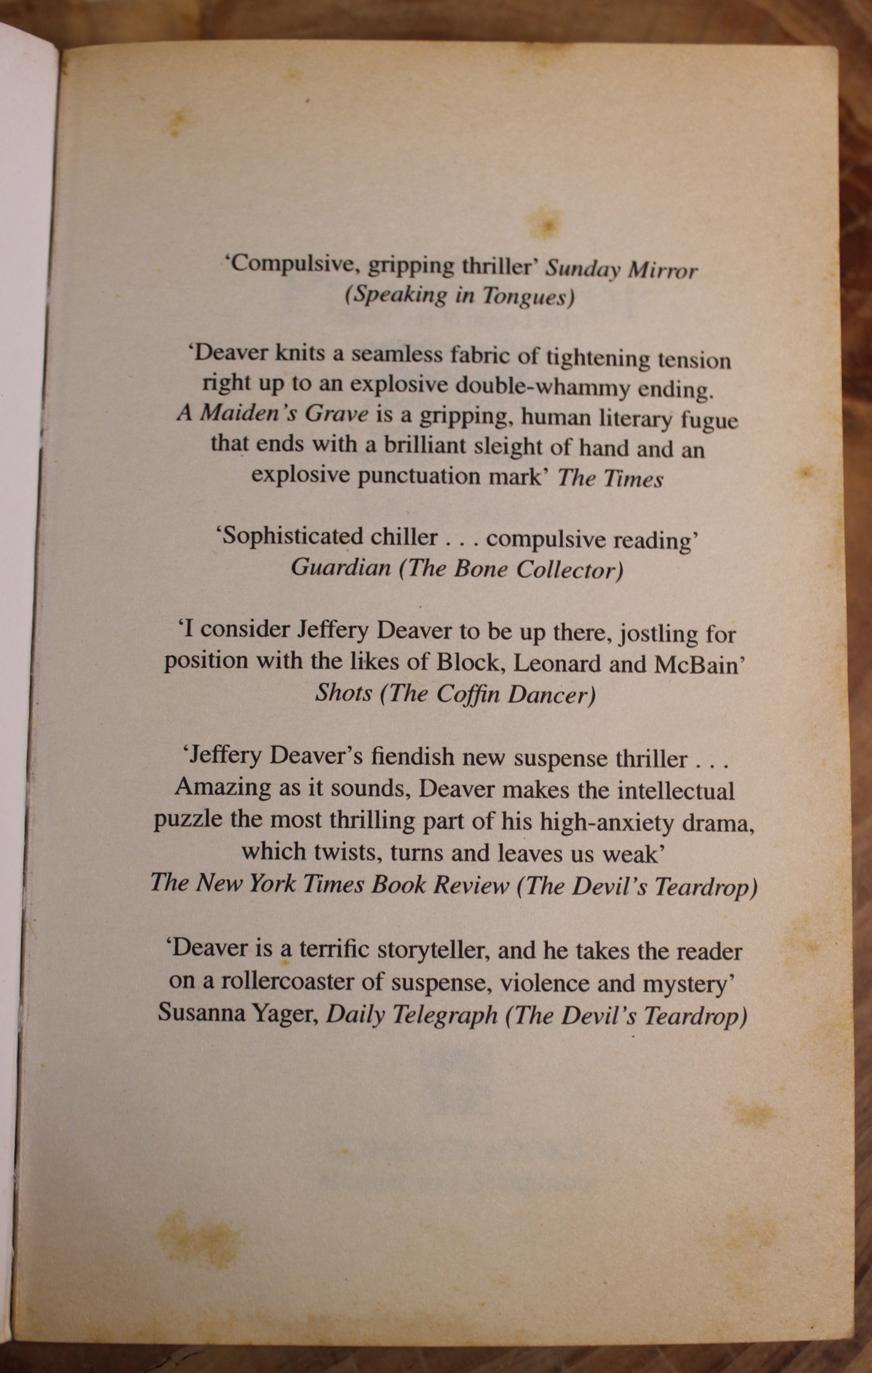 ‘Compulsive, gripping thriller’ Sunday Mirror
(Speaking in Tongues)
‘Deaver knits a seamless fabric of tightening tension
right up to an explosive double-whammy ending.
A Maiden’s Grave is a gripping, human literary fugue
that ends with a brilliant sleight of hand and an
explosive punctuation mark’ The Times
‘Sophisticated chiller . . . compulsive reading’
Guardian (The Bone Collector)
‘I consider Jeffery Deaver to be up there, jostling for
position with the likes of Block, Leonard and McBain’
Shots (The Coffin Dancer)
‘Jeffery Deaver’s fiendish new suspense thriller . . .
Amazing as it sounds, Deaver makes the intellectual
puzzle the most thrilling part of his high-anxiety drama,
which twists, turns and leaves us weak’
The New York Times Book Review (The Devil’s Teardrop)
‘Deaver is a terrific storyteller, and he takes the reader
on a rollercoaster of suspense, violence and mystery’
Susanna Yager, Daily Telegraph (The Devil’s Teardrop)